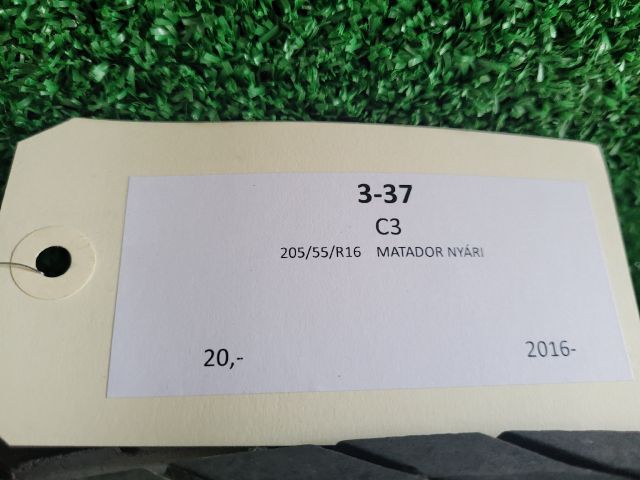 3-37
C3
205/55/R16 MATADOR NYÁRI
20,- 2016-